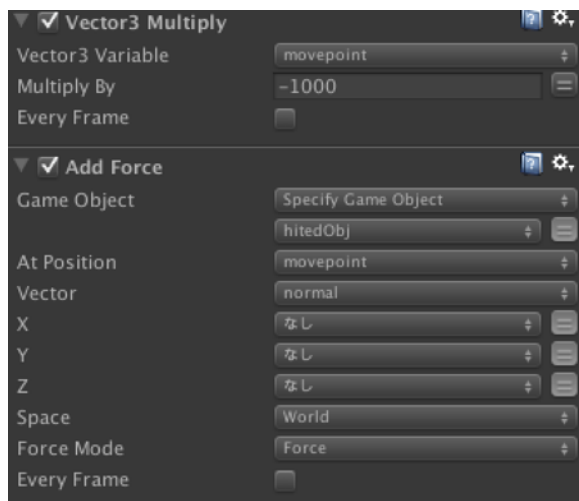 Vector3 Multiply
Vector3 Variable movepoint
Multiply By -1000
Every Frame
Add Force
Game Object Specify Game Object
hitedObj
At Position movepoint
Vector normal
X なし
Y なし
Z なし
Space World
Force Mode Force
Every Frame